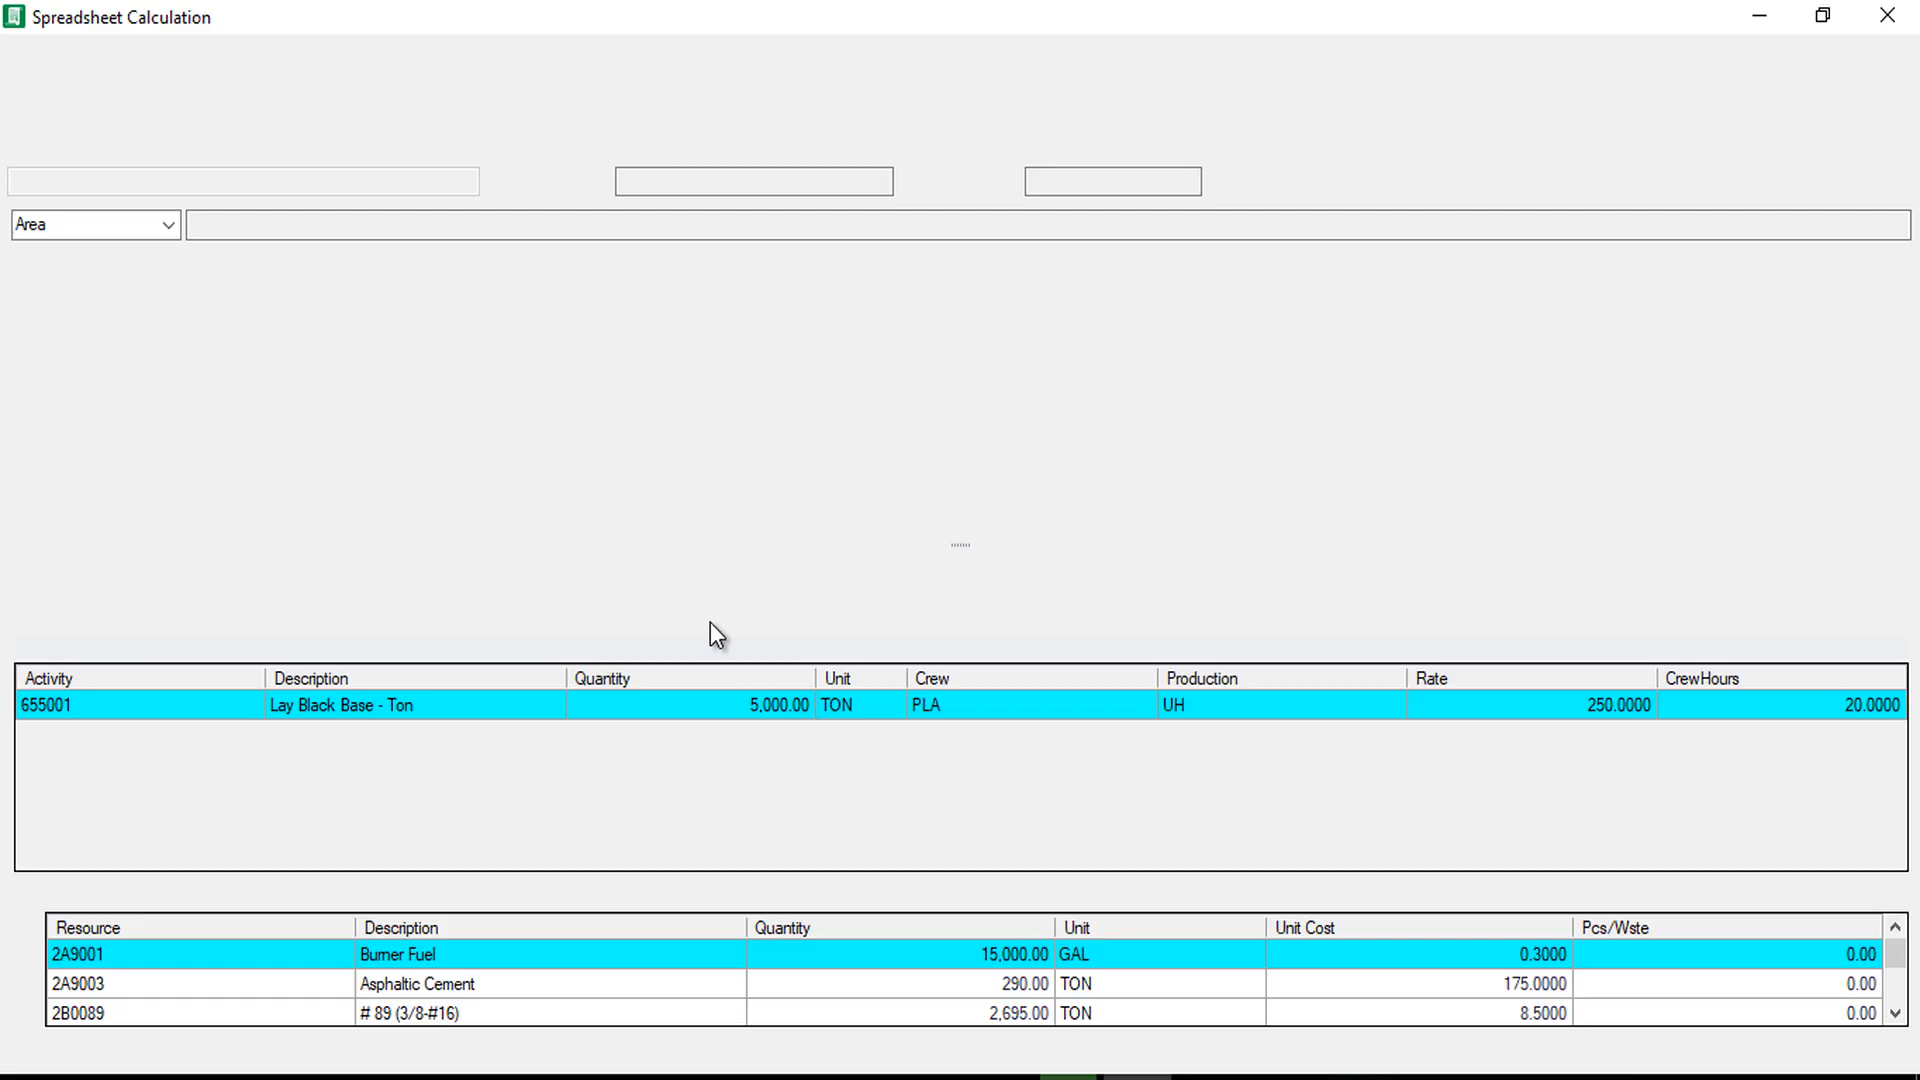 Spreadsheet Calculation
Area
Activity Description Quantity Unit Crew Production Rate CrewHours
655001 Lay Black Base - Ton 5,000.00 TON PLA UH 250.0000 20.0000
Resource Description Quantity Unit Unit Cost Pcs/Wste
2A9001 Burner Fuel 15,000.00 GAL 0.3000 0.00
2A9003 Asphaltic Cement 290.00 TON 175.0000 0.00
2B0089 # 89 (3/8-#16) 2,695.00 TON 8.5000 0.00